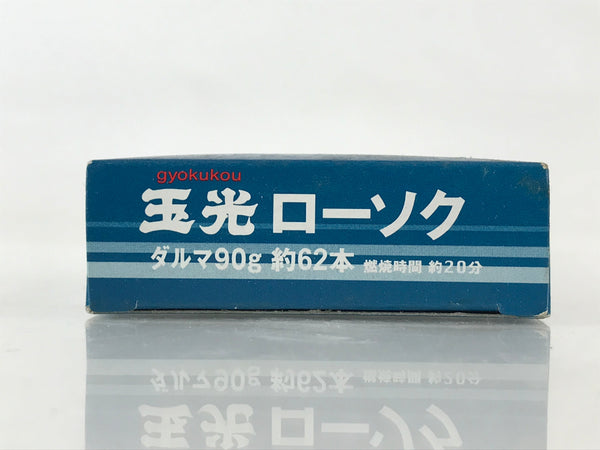 gyokukou
玉光 ローソク
ダルマ90g 約62本 燃焼時間 約20分